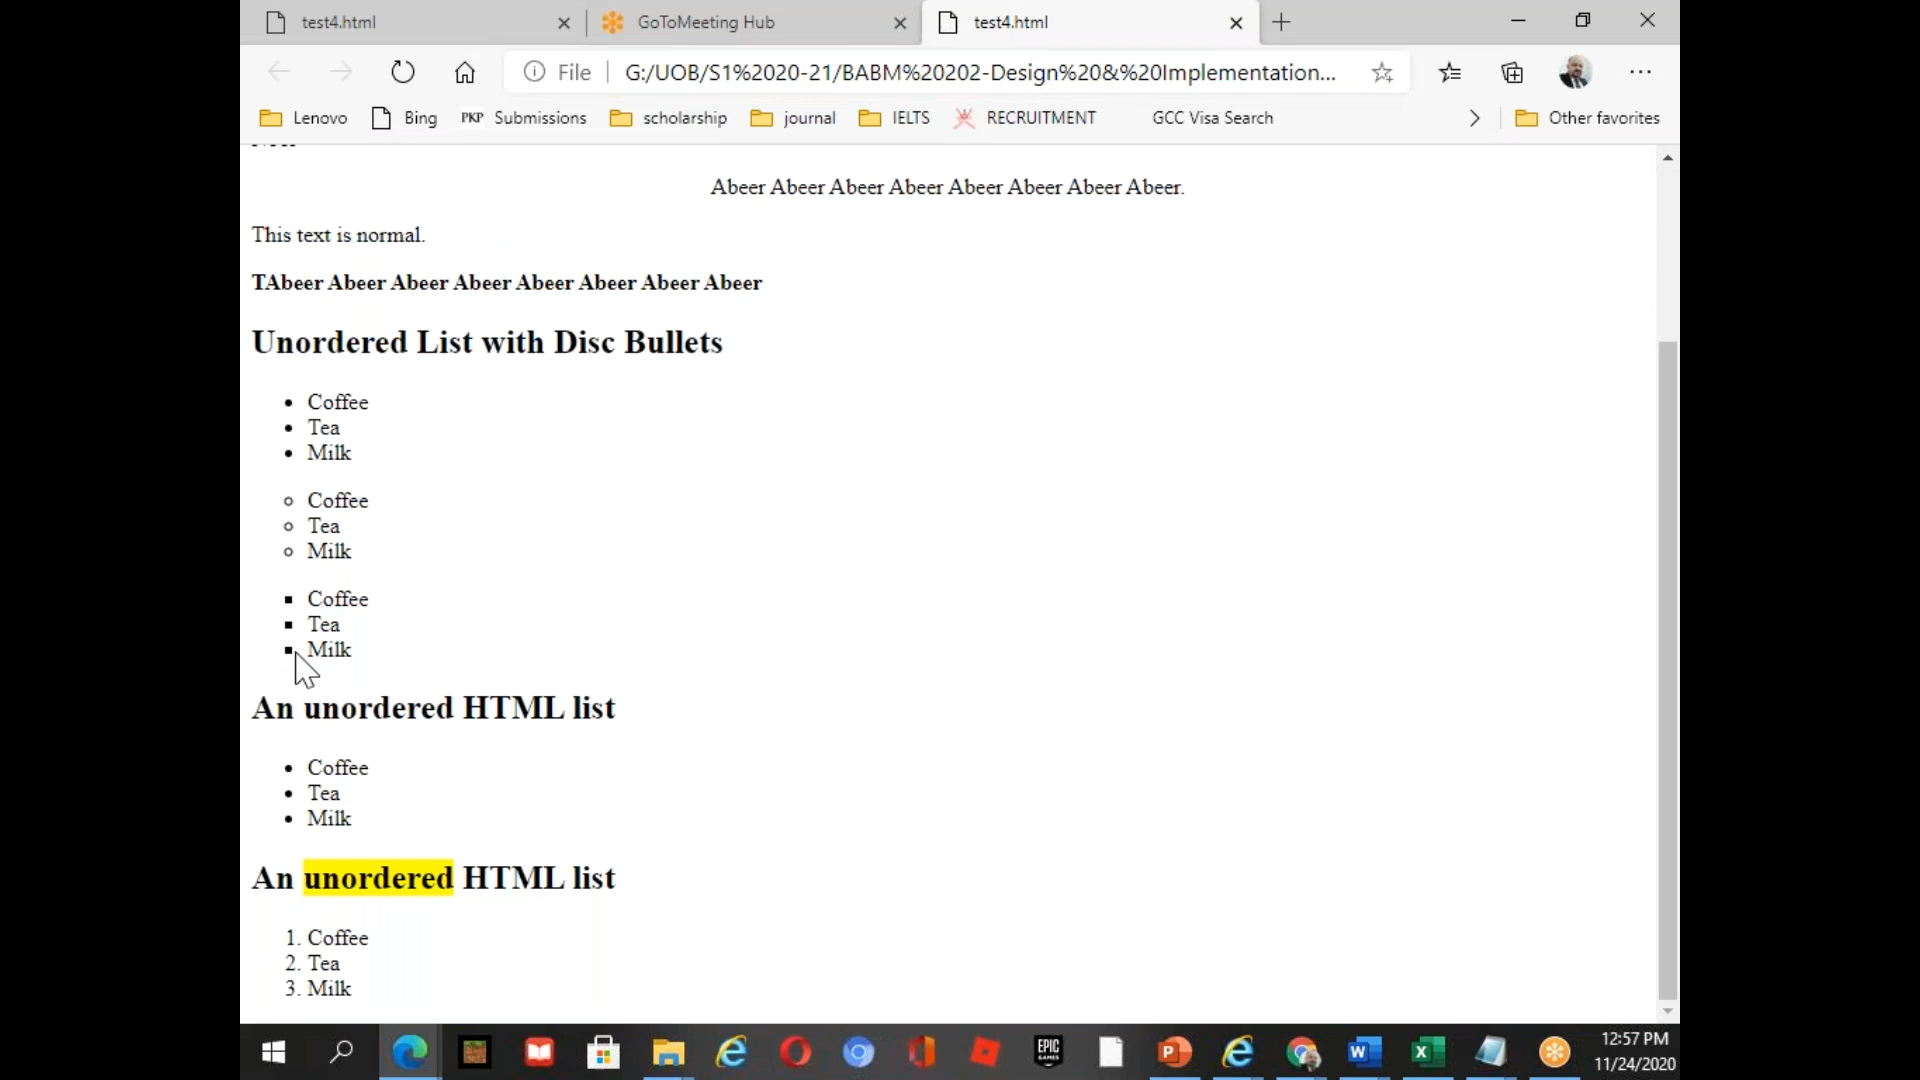 test4.html
GoToMeeting Hub
test4.html
File
G:/UOB/S1%2020-21/BABM%20202-Design%20&%20Implementation...
Lenovo
Bing
PKP Submissions
scholarship
journal
IELTS
RECRUITMENT
GCC Visa Search
Other favorites
Abeer Abeer Abeer Abeer Abeer Abeer Abeer Abeer.
This text is normal.
TAbeer Abeer Abeer Abeer Abeer Abeer Abeer Abeer
Unordered List with Disc Bullets
• Coffee
• Tea
• Milk
○ Coffee
○ Tea
○ Milk
▪ Coffee
▪ Tea
▪ Milk
An unordered HTML list
• Coffee
• Tea
• Milk
An unordered HTML list
1. Coffee
2. Tea
3. Milk
EPIC
GAMES
12:57 PM
11/24/2020